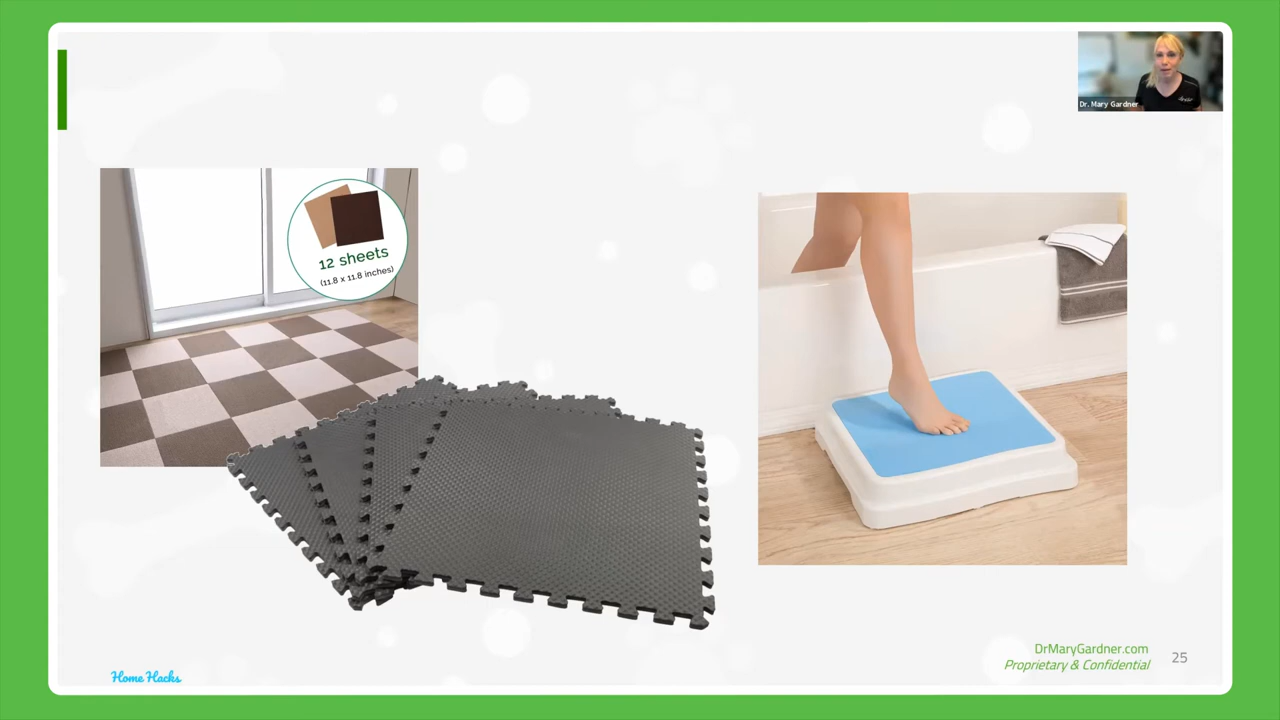 Dr. Mary Gardner
12 sheets
(11.8 x 11.8 inches)
DrMaryGardner.com
Proprietary & Confidential
25
Home Hacks